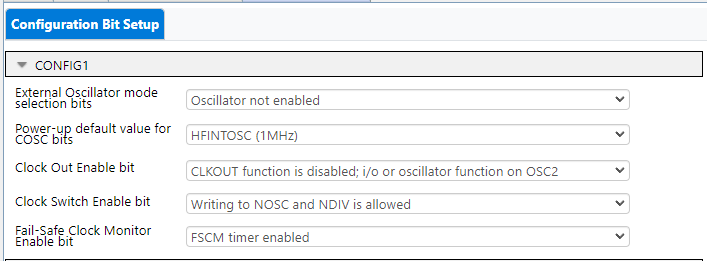 Configuration Bit Setup
CONFIG1
External Oscillator mode
selection bits
Oscillator not enabled
Power-up default value for
COSC bits
HFINTOSC (1MHz)
Clock Out Enable bit
CLKOUT function is disabled; i/o or oscillator function on OSC2
Clock Switch Enable bit
Writing to NOSC and NDIV is allowed
Fail-Safe Clock Monitor
Enable bit
FSCM timer enabled